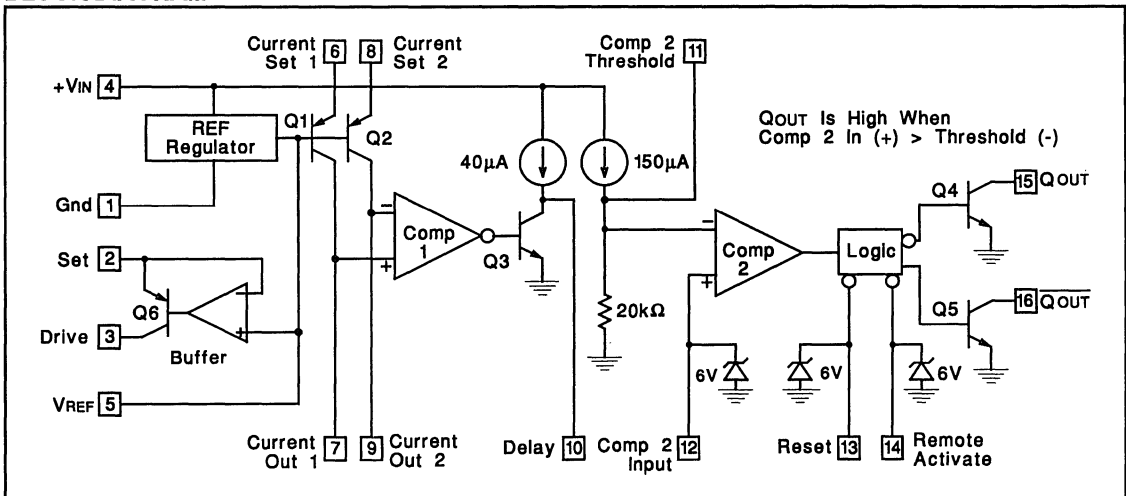 Current
Set 1
6
8
Current
Set 2
Comp 2
Threshold
11
+VIN
4
REF
Regulator
Q1
Q2
40µA
150µA
QOUT Is High When
Comp 2 In (+) > Threshold (-)
Gnd
1
Set
2
Q6
Drive
3
Buffer
-
+
VREF
5
-
+
Comp
1
Q3
-
+
Comp
2
20kΩ
Logic
Q4
15
QOUT
Q5
16
QOUT
6V
6V
6V
7
Current
Out 1
9
Current
Out 2
Delay
10
Comp 2
Input
12
Reset
13
14
Remote
Activate